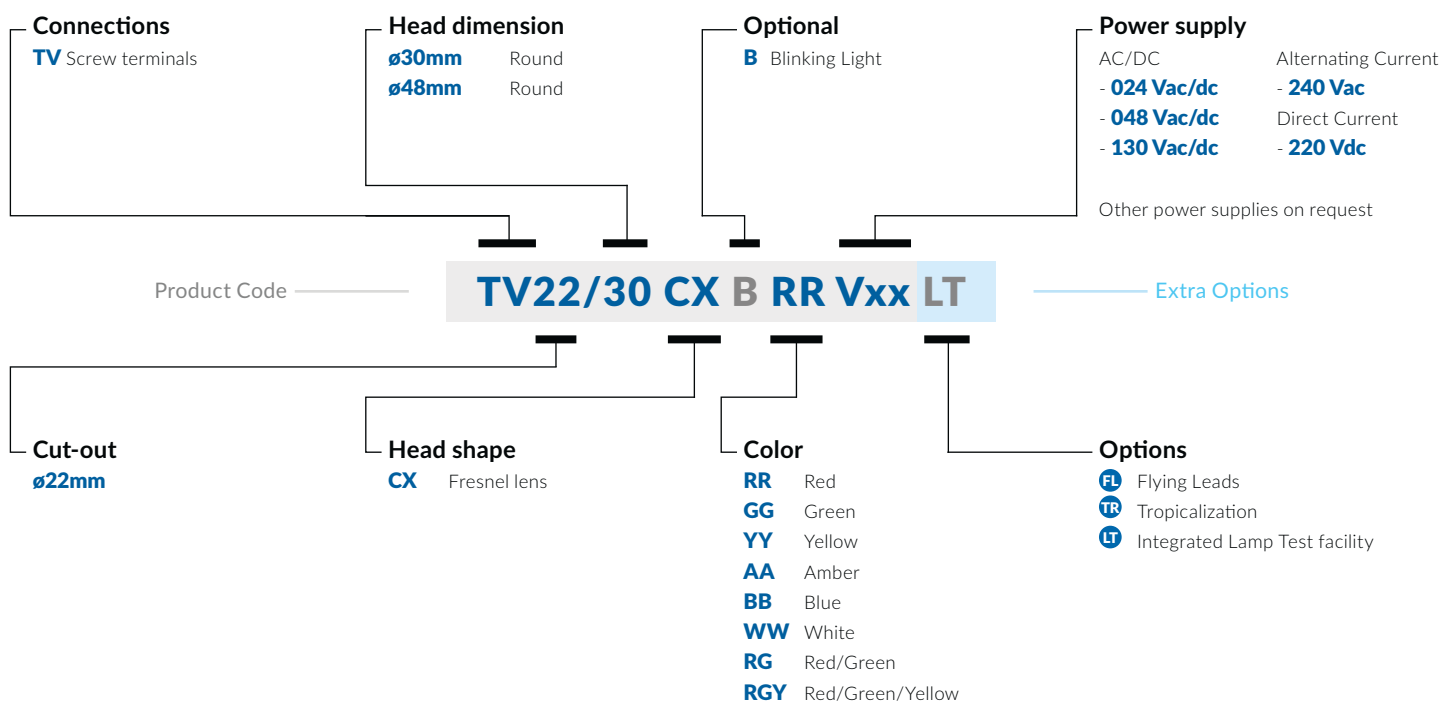 Connections
TV Screw terminals
Head dimension
ø30mm Round
ø48mm Round
Optional
B Blinking Light
Power supply
AC/DC
- 024 Vac/dc
- 048 Vac/dc
- 130 Vac/dc
Alternating Current
- 240 Vac
Direct Current
- 220 Vdc
Other power supplies on request
Product Code
TV22/30 CX B RR Vxx LT
Extra Options
Cut-out
ø22mm
Head shape
CX Fresnel lens
Color
RR Red
GG Green
YY Yellow
AA Amber
BB Blue
WW White
RG Red/Green
RGY Red/Green/Yellow
Options
FL Flying Leads
TR Tropicalization
LT Integrated Lamp Test facility